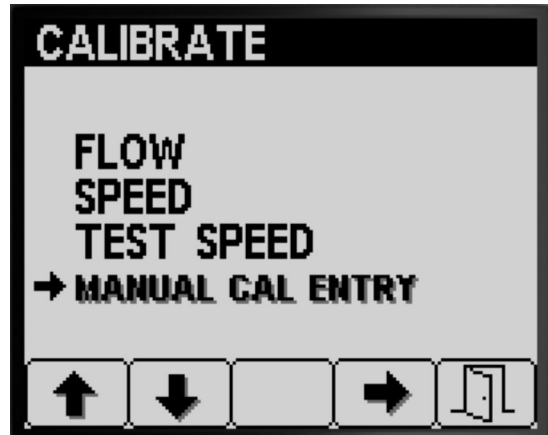 CALIBRATE
FLOW
SPEED
TEST SPEED
MANUAL CAL ENTRY